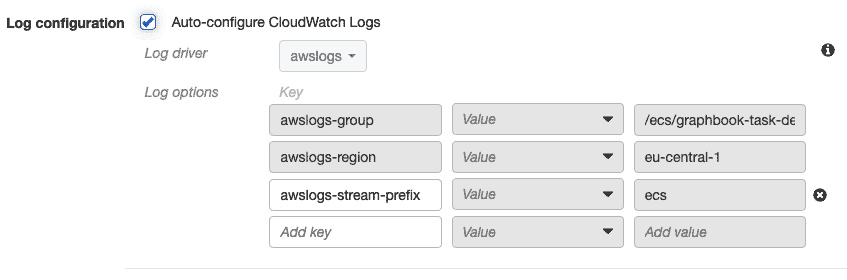 Log configuration Auto-configure CloudWatch Logs
Log driver awslogs
Log options Key
awslogs-group Value /ecs/graphbook-task-de
awslogs-region Value eu-central-1
awslogs-stream-prefix Value ecs
Add key Value Add value